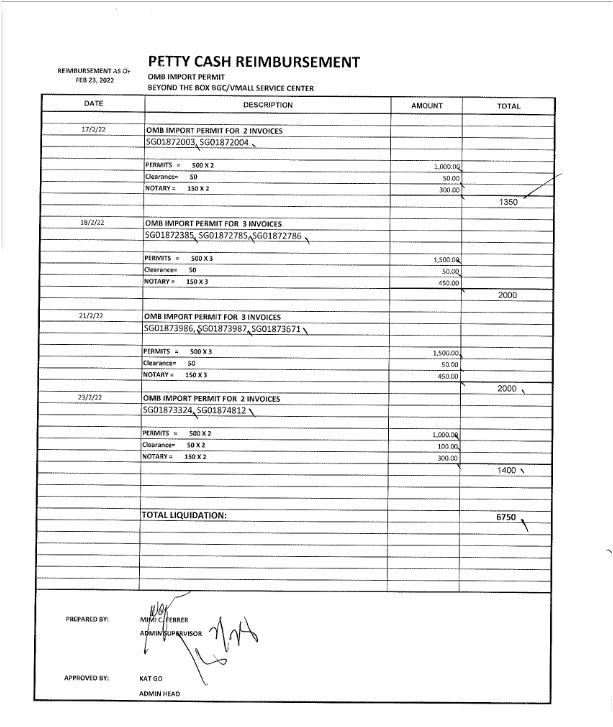 PETTY CASH REIMBURSEMENT
REIMBURSEMENT AS OF
FEB 23, 2022
OMB IMPORT PERMIT
BEYOND THE BOX BGC/VMALL SERVICE CENTER
DATE DESCRIPTION AMOUNT TOTAL
17/2/22 OMB IMPORT PERMIT FOR 2 INVOICES
SG01872003, SG01872004
PERMITS = 500 X 2 1,000.00
Clearance= 50 50.00
NOTARY = 150 X 2 300.00
1350
18/2/22 OMB IMPORT PERMIT FOR 3 INVOICES
SG01872385, SG01872785, SG01872786
PERMITS = 500 X 3 1,500.00
Clearance= 50 50.00
NOTARY = 150 X 3 450.00
2000
21/2/22 OMB IMPORT PERMIT FOR 3 INVOICES
SG01873986, SG01873987, SG01873671
PERMITS = 500 X 3 1,500.00
Clearance= 50 50.00
NOTARY = 150 X 3 450.00
2000
23/2/22 OMB IMPORT PERMIT FOR 2 INVOICES
SG01873324, SG01874812
PERMITS = 500 X 2 1,000.00
Clearance= 50 X 2 100.00
NOTARY = 150 X 2 300.00
1400
TOTAL LIQUIDATION: 6750
PREPARED BY: MIMI C. FERRER
ADMIN SUPERVISOR
APPROVED BY: KAT GO
ADMIN HEAD